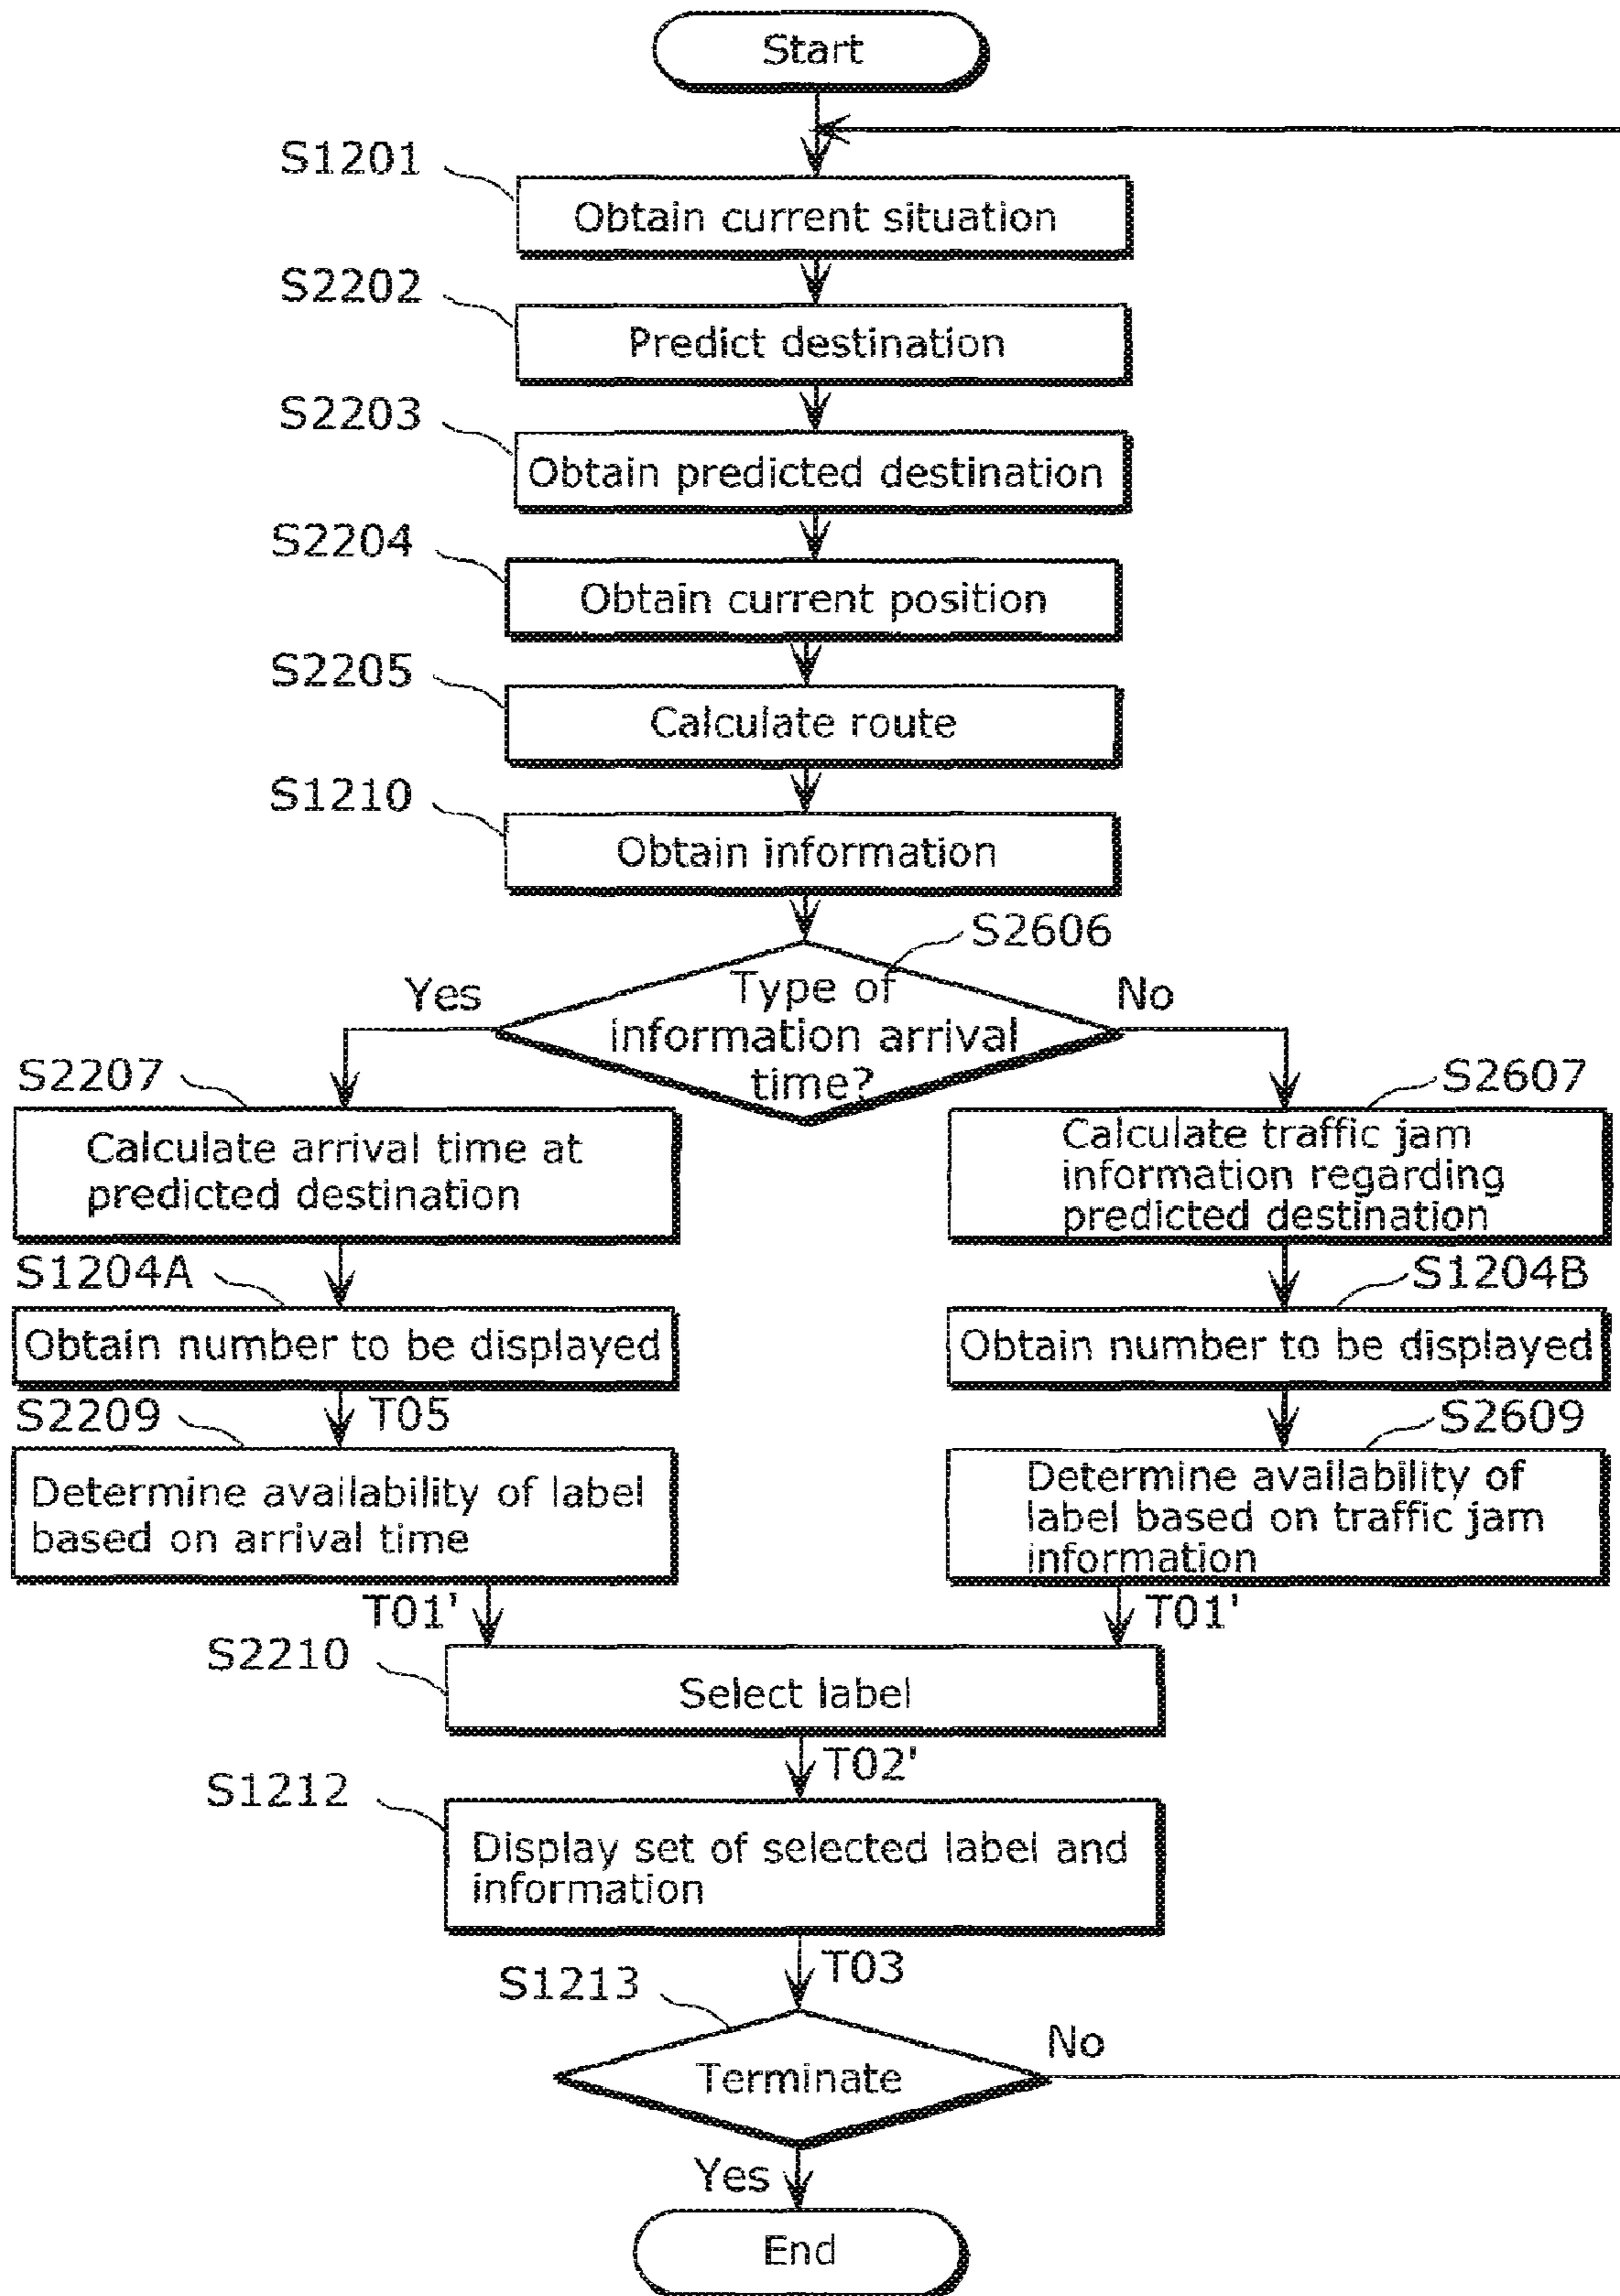 Start
S1201
Obtain current situation
S2202
Predict destination
S2203
Obtain predicted destination
S2204
Obtain current position
S2205
Calculate route
S1210
Obtain information
S2606
Type of
information arrival
time?
Yes
No
S2207
Calculate arrival time at
predicted destination
S2607
Calculate traffic jam
information regarding
predicted destination
S1204A
Obtain number to be displayed
S1204B
Obtain number to be displayed
T05
S2209
Determine availability of label
based on arrival time
S2609
Determine availability of
label based on traffic jam
information
T01'
T01'
S2210
Select label
T02'
S1212
Display set of selected label and
information
T03
S1213
Terminate
No
Yes
End